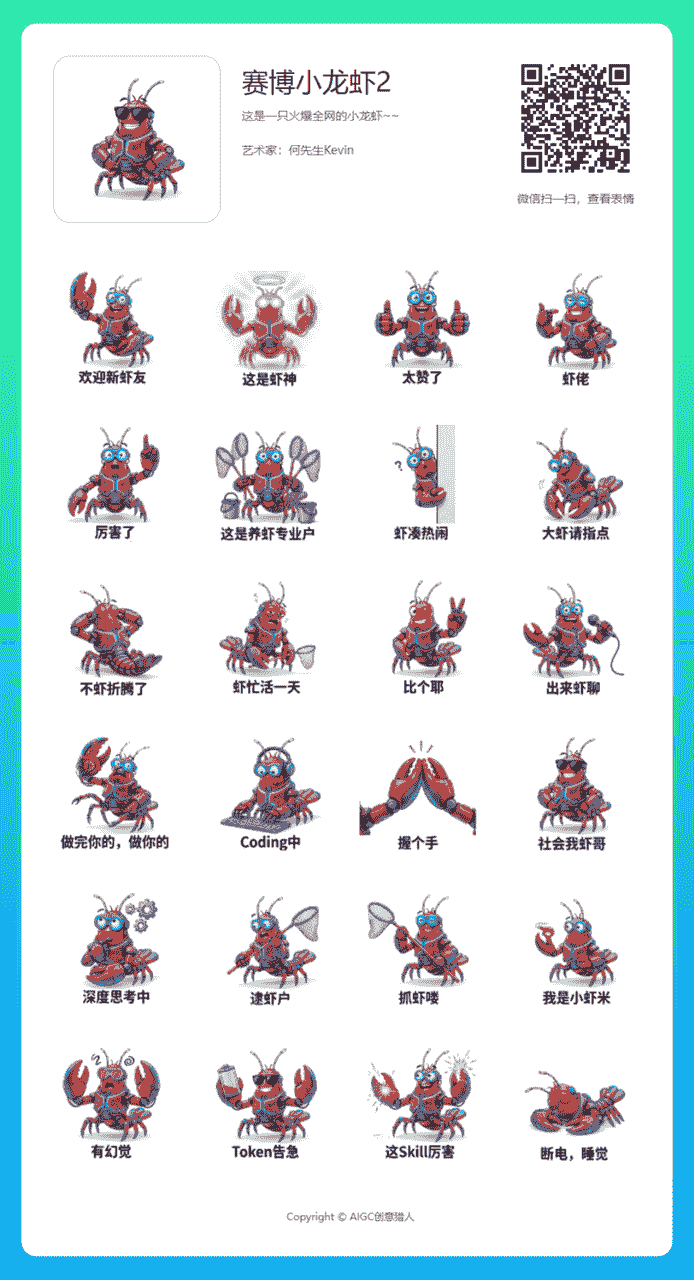 赛博小龙虾2
这是一只火爆全网的小龙虾~~
艺术家：何先生Kevin
微信扫一扫，查看表情
欢迎新虾友
这是虾神
太赞了
虾佬
厉害了
这是养虾专业户
虾凑热闹
大虾请指点
不虾折腾了
虾忙活一天
比个耶
出来虾聊
做完你的，做你的
Coding中
握个手
社会我虾哥
深度思考中
逮虾户
抓虾喽
我是小虾米
有幻觉
Token告急
这Skill厉害
断电，睡觉
Copyright © AIGC创意猎人